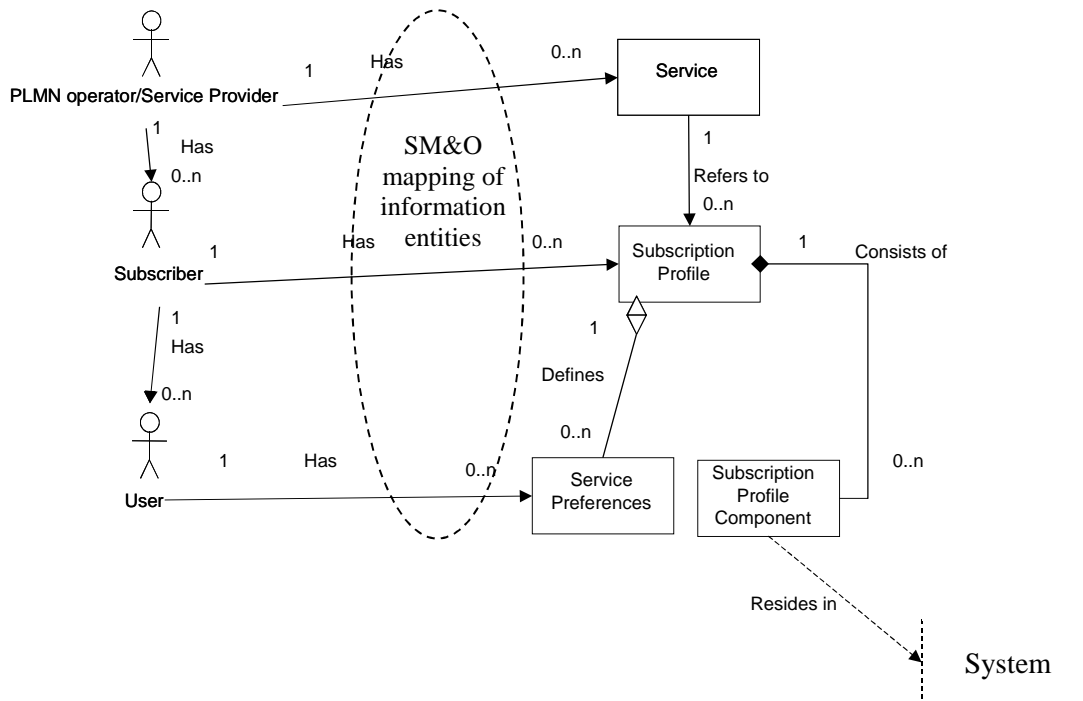 1 Has 0..n
Service
PLMN operator/Service Provider
1
Has
0..n
SM&O
mapping of
information
entities
1
Refers to
0..n
1 Has 0..n
Subscriber
Subscription
Profile
1 Consists of
1
Has
0..n
1
Defines
0..n
1 Has 0..n
User
Service
Preferences
Subscription
Profile
Component
0..n
Resides in
System